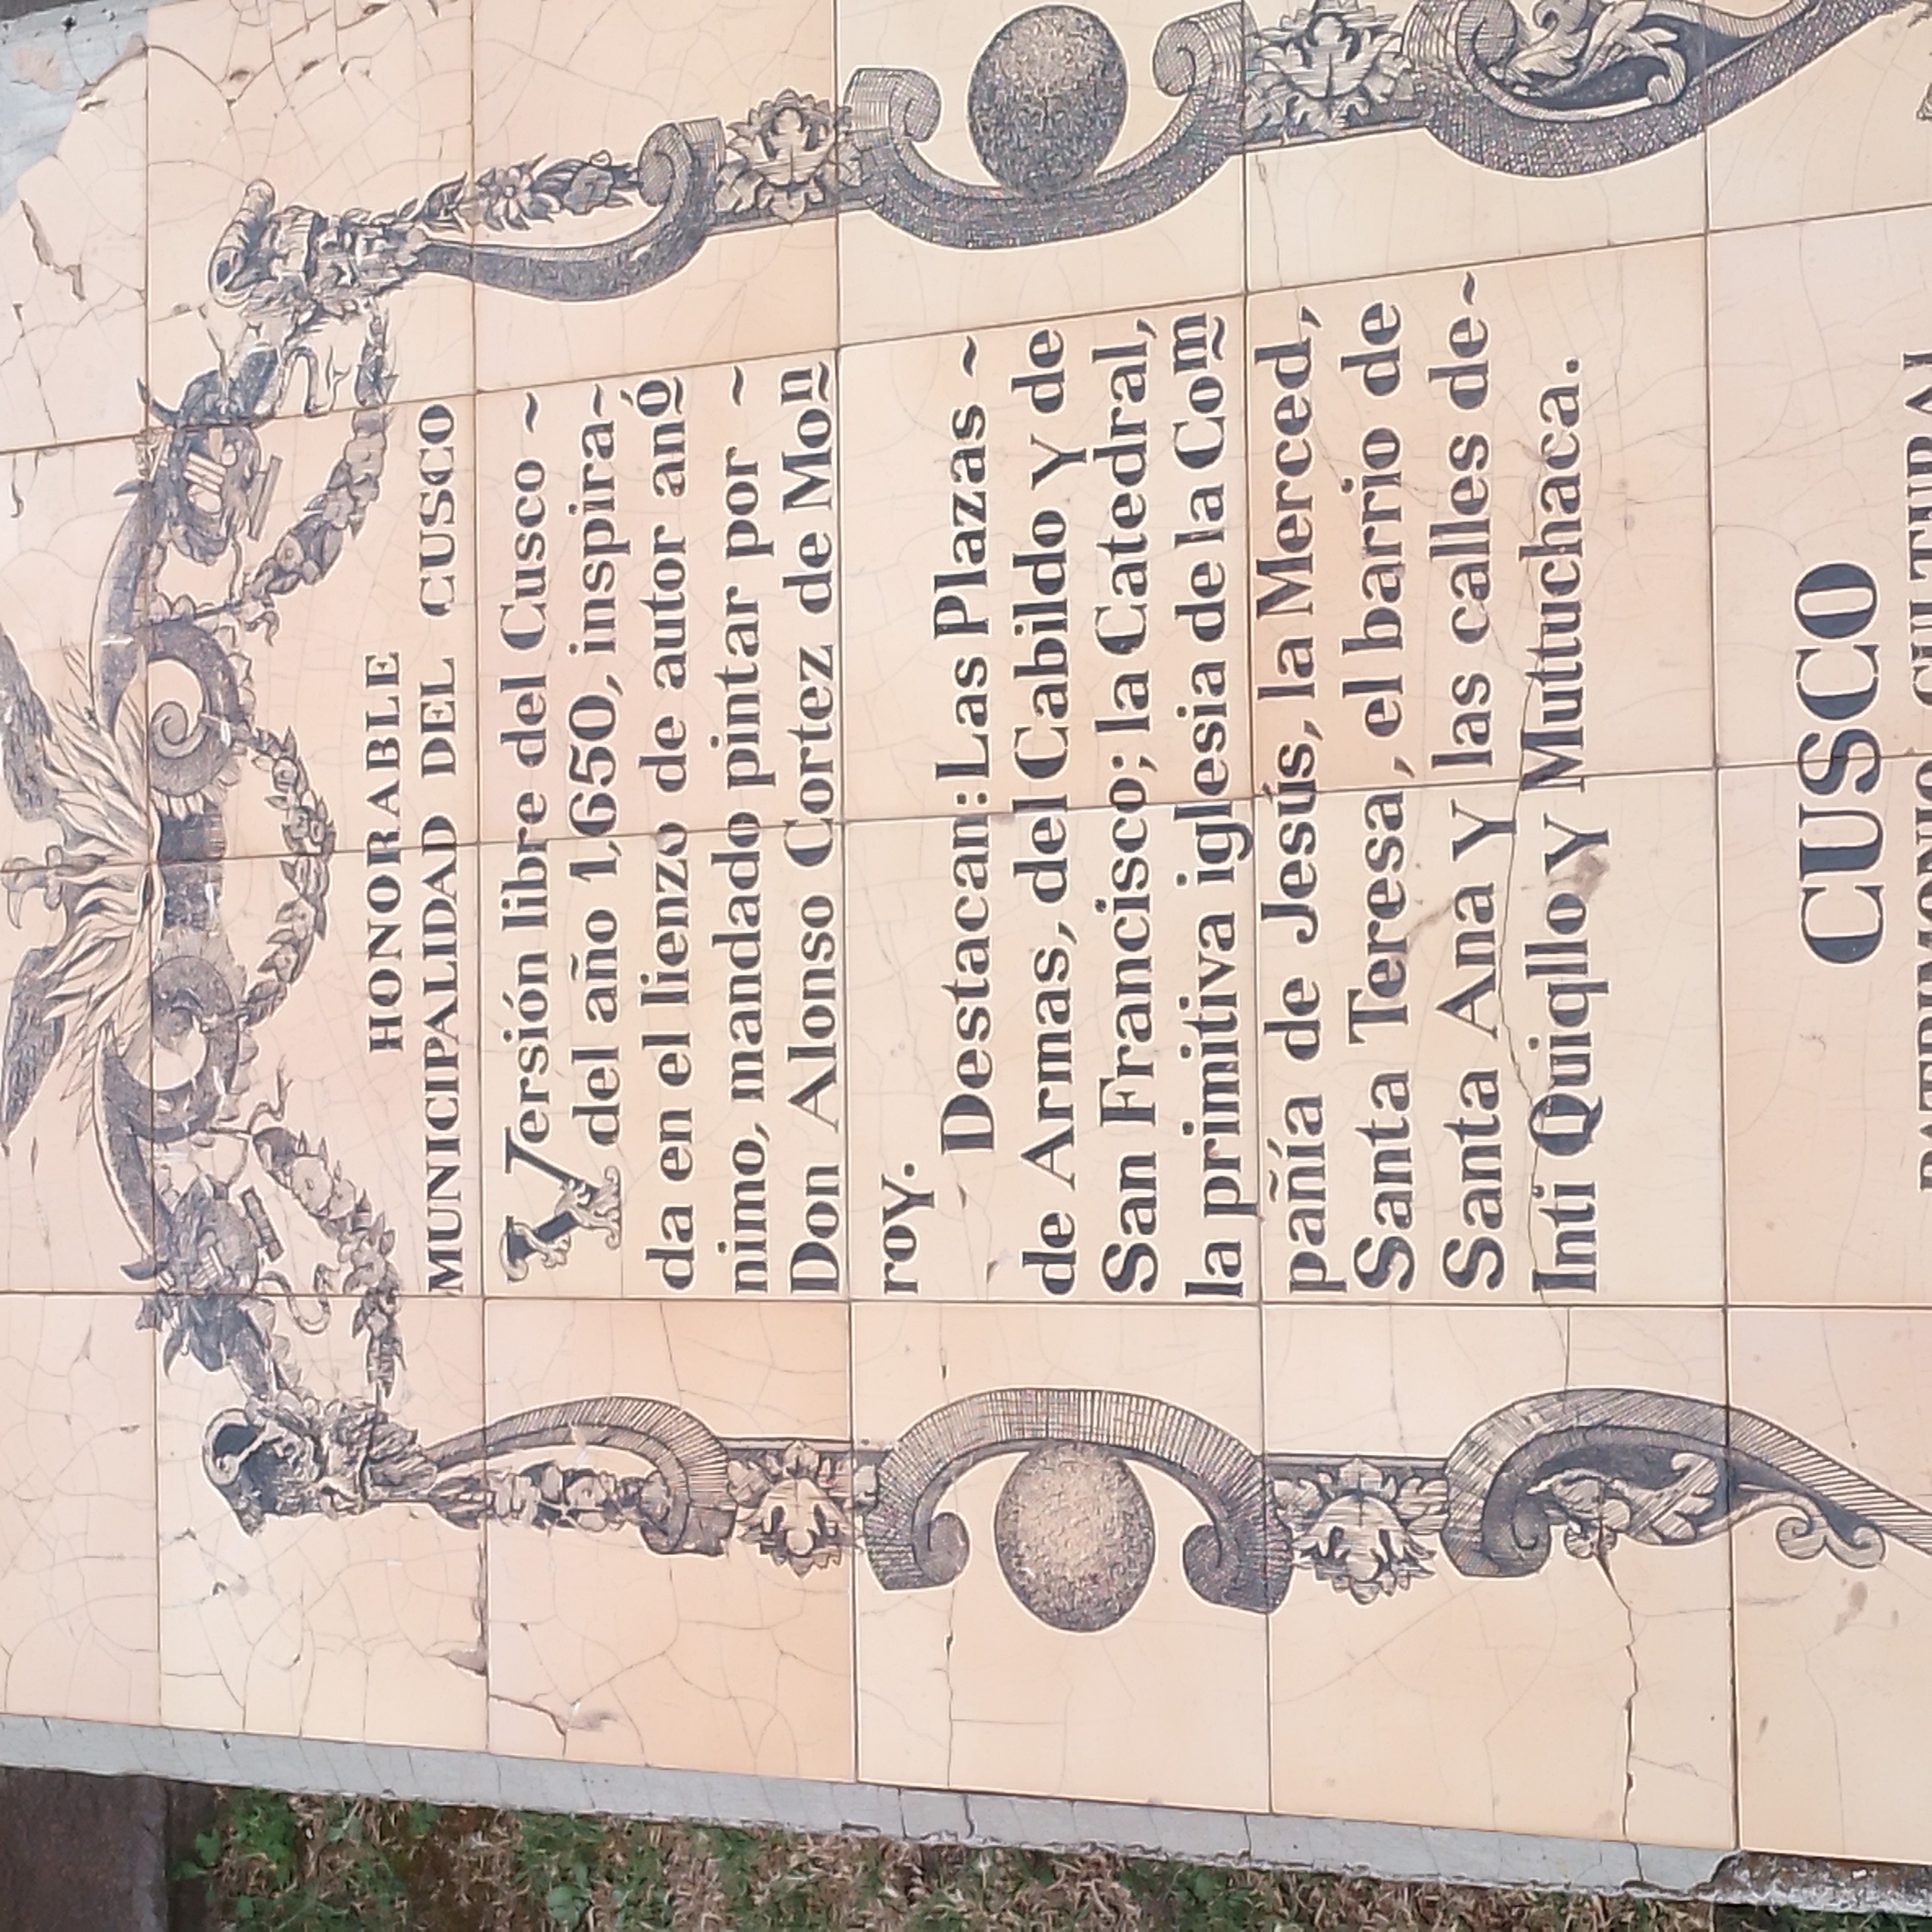 HONORABLE
MUNICIPALIDAD DEL CUSCO
Versión libre del Cusco ~
del año 1,650, inspira~
da en el lienzo de autor anó
nimo, mandado pintar por ~
Don Alonso Cortez de Mon
roY.
Destacan: Las Plazas ~
de Armas, del Cabildo Y de
San Francisco; la Catedral,
la primitiva iglesia de la Com
pañía de Jesús, la Merced,
Santa Teresa, el barrio de
Santa Ana Y las calles de~
Inti Quiqllo Y Muttuchaca.
CUSCO
PATRIMONIO CULTURAL